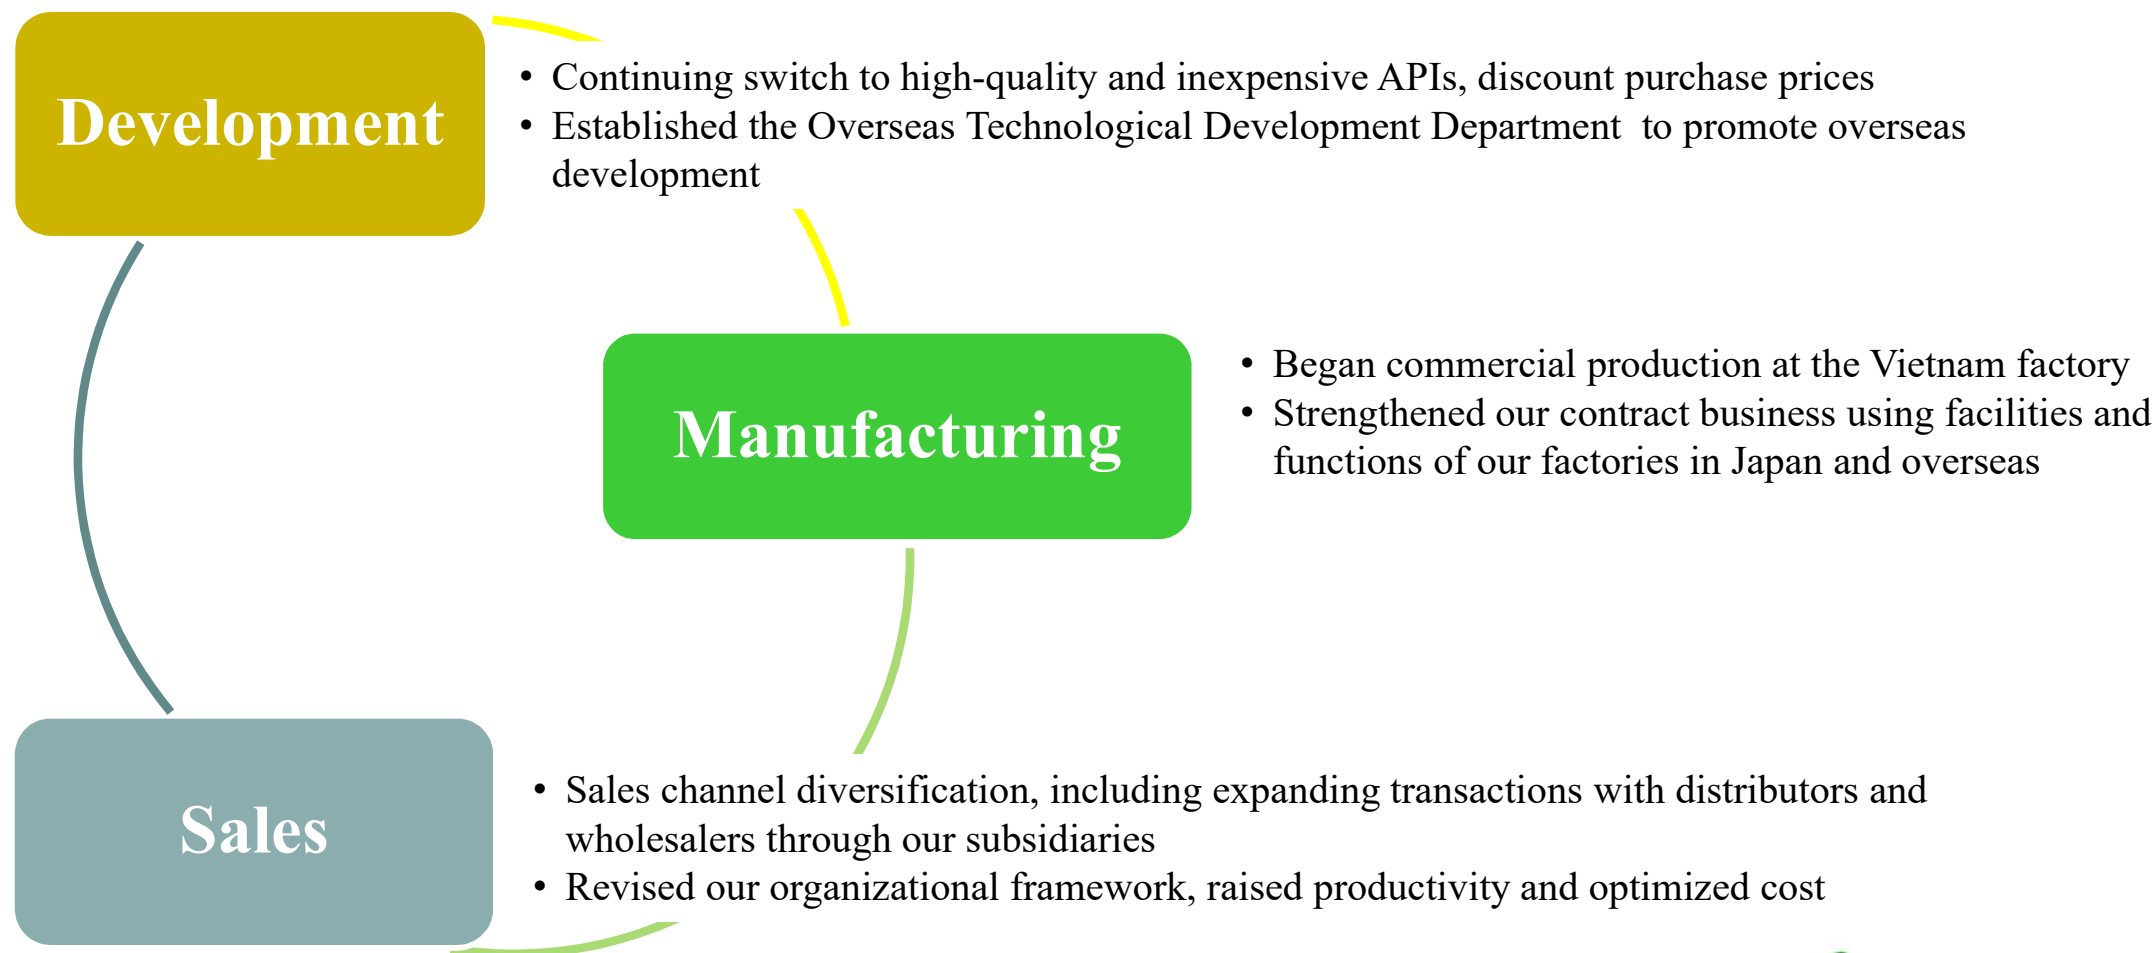 Development
• Continuing switch to high-quality and inexpensive APIs, discount purchase prices
• Established the Overseas Technological Development Department  to promote overseas
development
Manufacturing
• Began commercial production at the Vietnam factory
• Strengthened our contract business using facilities and
functions of our factories in Japan and overseas
Sales
• Sales channel diversification, including expanding transactions with distributors and
wholesalers through our subsidiaries
• Revised our organizational framework, raised productivity and optimized cost